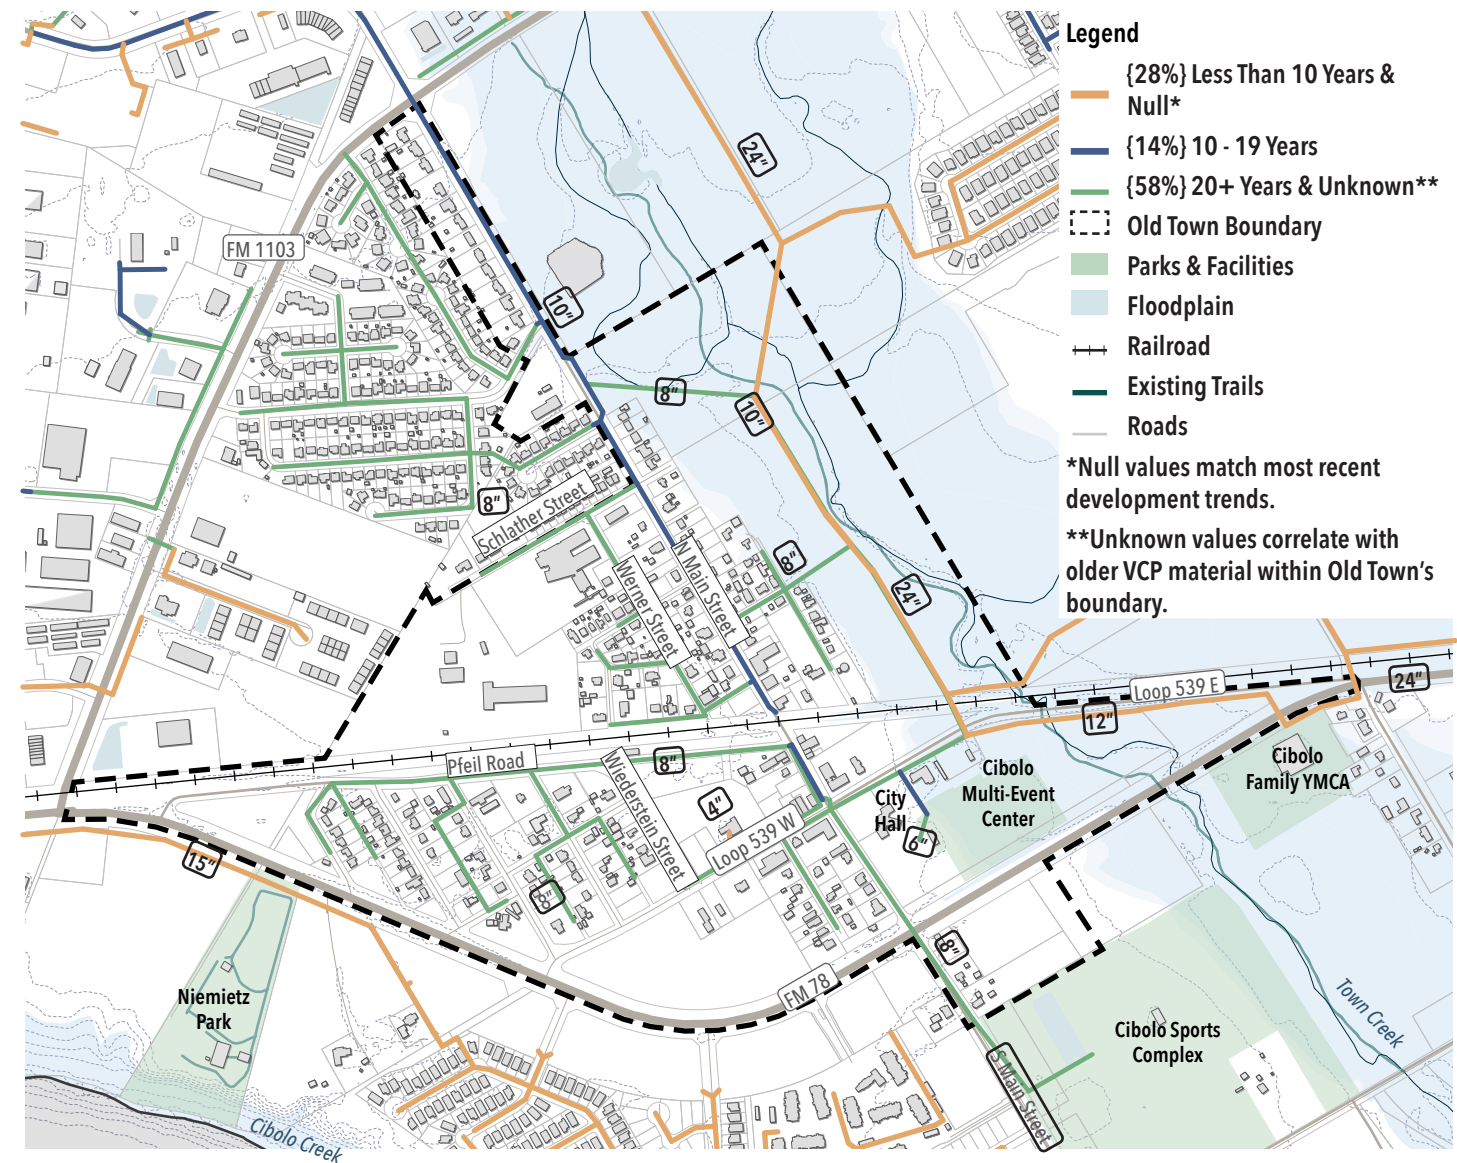 Legend
{28%} Less Than 10 Years &
Null*
{14%} 10 - 19 Years
{58%} 20+ Years & Unknown**
Old Town Boundary
Parks & Facilities
Floodplain
Railroad
Existing Trails
Roads
*Null values match most recent
development trends.
**Unknown values correlate with
older VCP material within Old Town's
boundary.
24"
FM 1103
10"
8"
10"
8"
Schlather Street
N Main Street
8"
Werner Street
24"
Loop 539 E
24"
12"
Pfeil Road
8"
Wiederstein Street
4"
Loop 539 W
City
Hall
6"
Cibolo
Multi-Event
Center
Cibolo
Family YMCA
15"
8"
8"
FM 78
Niemietz
Park
Town Creek
Cibolo Sports
Complex
S Main Street
Cibolo Creek